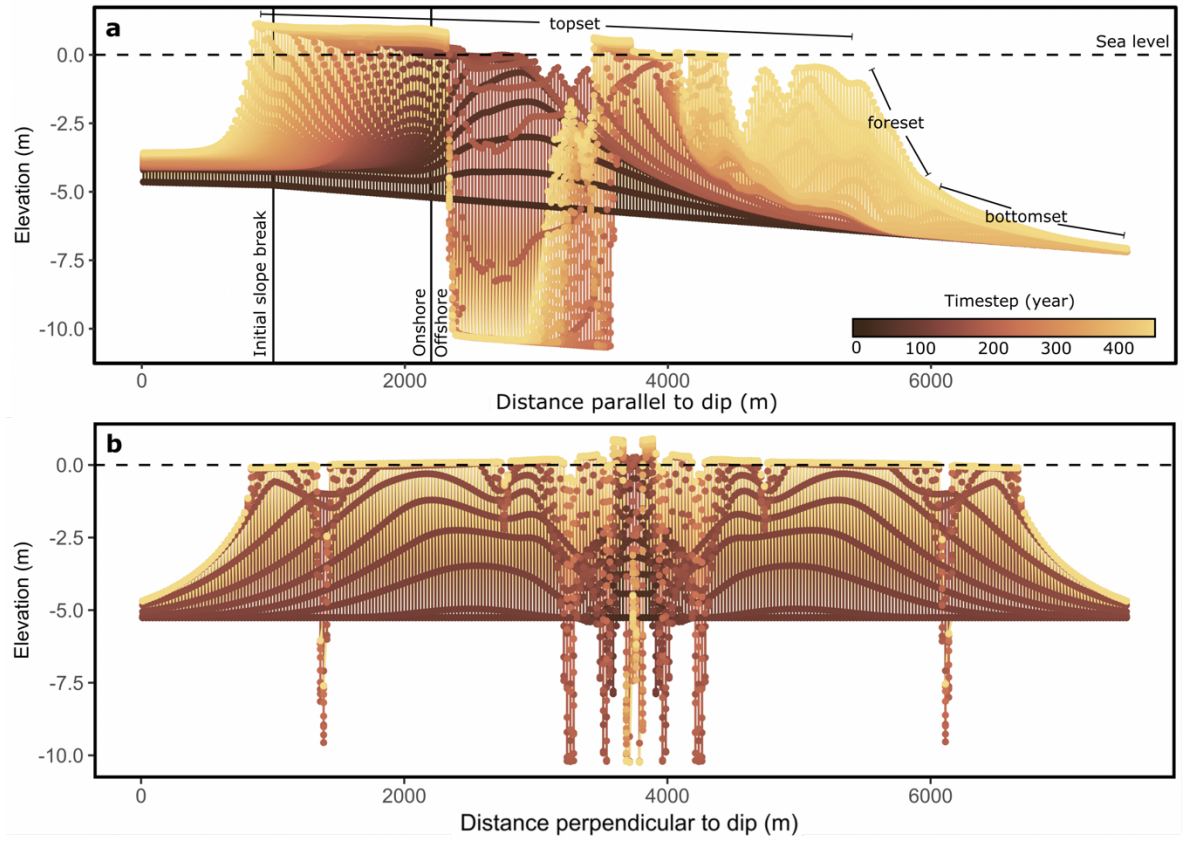 a
topset
Sea level
foreset
bottomset
Initial slope break
Onshore
Offshore
Timestep (year)
0 100 200 300 400
0.0
-2.5
-5.0
-7.5
-10.0
Elevation (m)
0 2000 4000 6000
Distance parallel to dip (m)
b
0.0
-2.5
-5.0
-7.5
-10.0
Elevation (m)
0 2000 4000 6000
Distance perpendicular to dip (m)